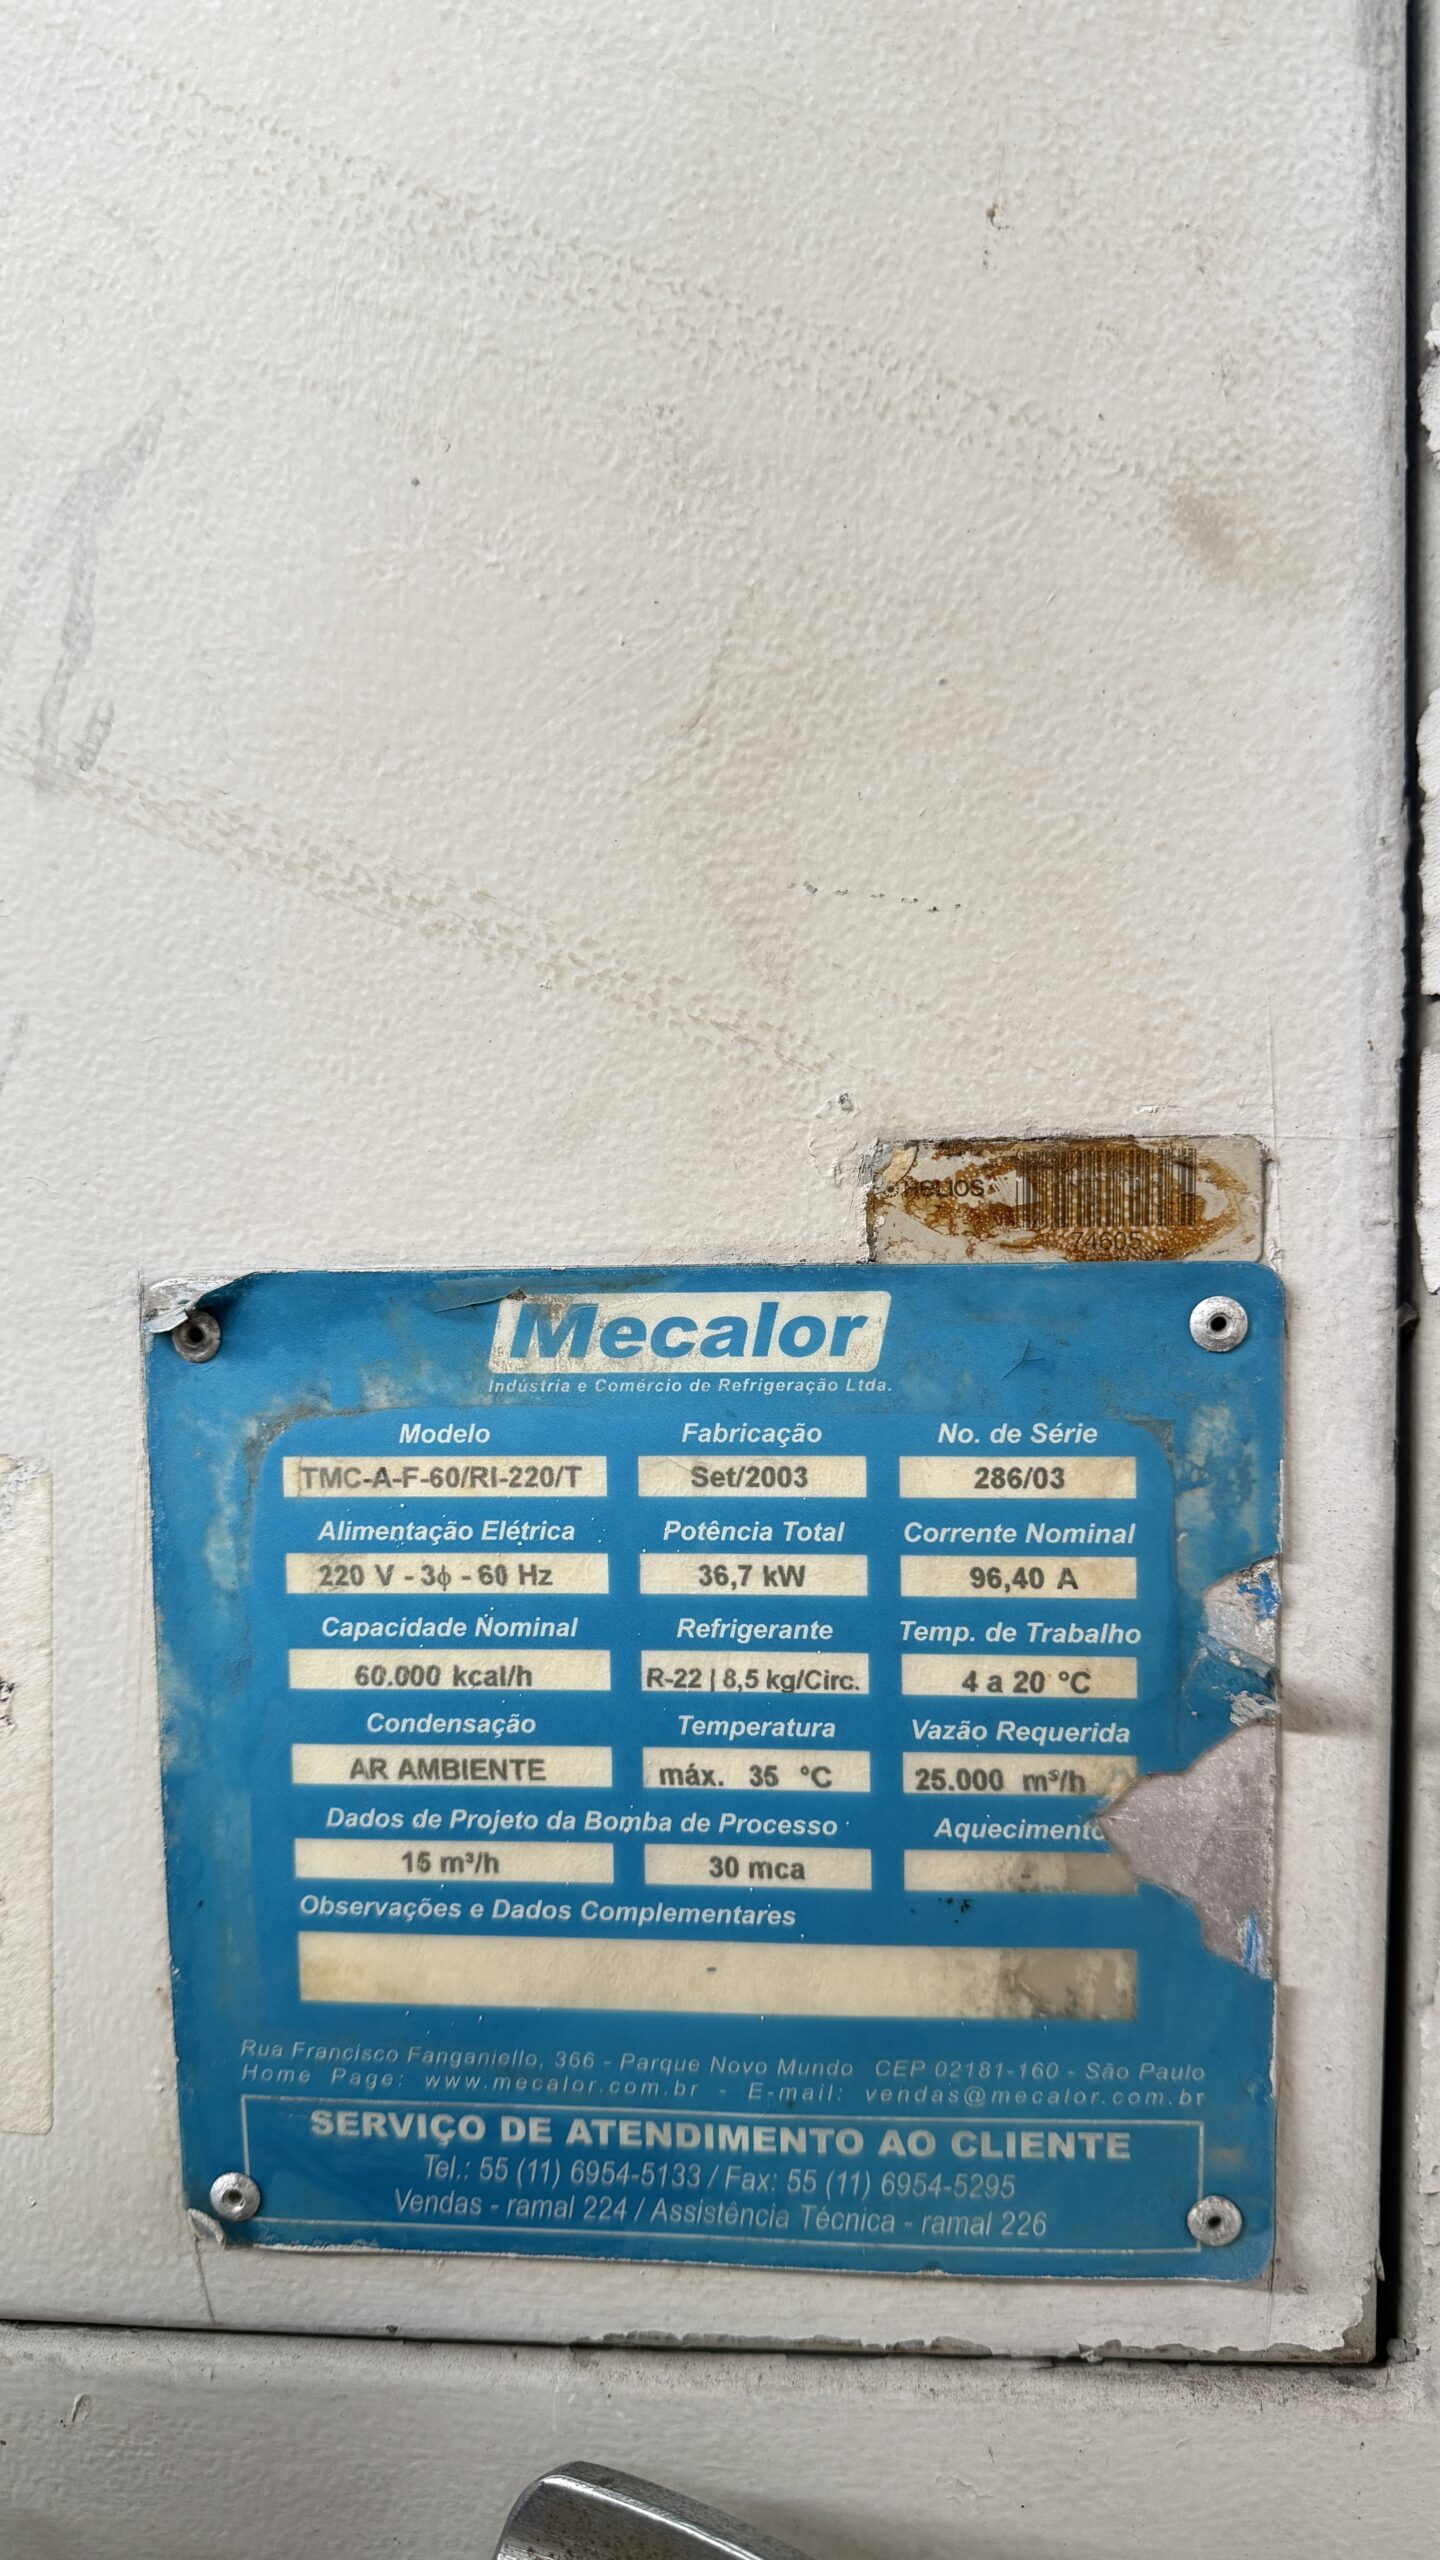 HELIOS
74605
Mecalor
Indústria e Comércio de Refrigeração Ltda.
Modelo Fabricação No. de Série
TMC-A-F-60/RI-220/T Set/2003 286/03
Alimentação Elétrica Potência Total Corrente Nominal
220 V - 3ϕ - 60 Hz 36,7 kW 96,40 A
Capacidade Nominal Refrigerante Temp. de Trabalho
60.000 kcal/h R-22 | 8,5 kg/Circ. 4 a 20 °C
Condensação Temperatura Vazão Requerida
AR AMBIENTE máx. 35 °C 25.000 m³/h
Dados de Projeto da Bomba de Processo Aquecimento
15 m³/h 30 mca -
Observações e Dados Complementares
-
Rua Francisco Fanganiello, 366 - Parque Novo Mundo CEP 02181-160 - São Paulo
Home Page: www.mecalor.com.br - E-mail: vendas@mecalor.com.br
SERVIÇO DE ATENDIMENTO AO CLIENTE
Tel.: 55 (11) 6954-5133 / Fax: 55 (11) 6954-5295
Vendas - ramal 224 / Assistência Técnica - ramal 226